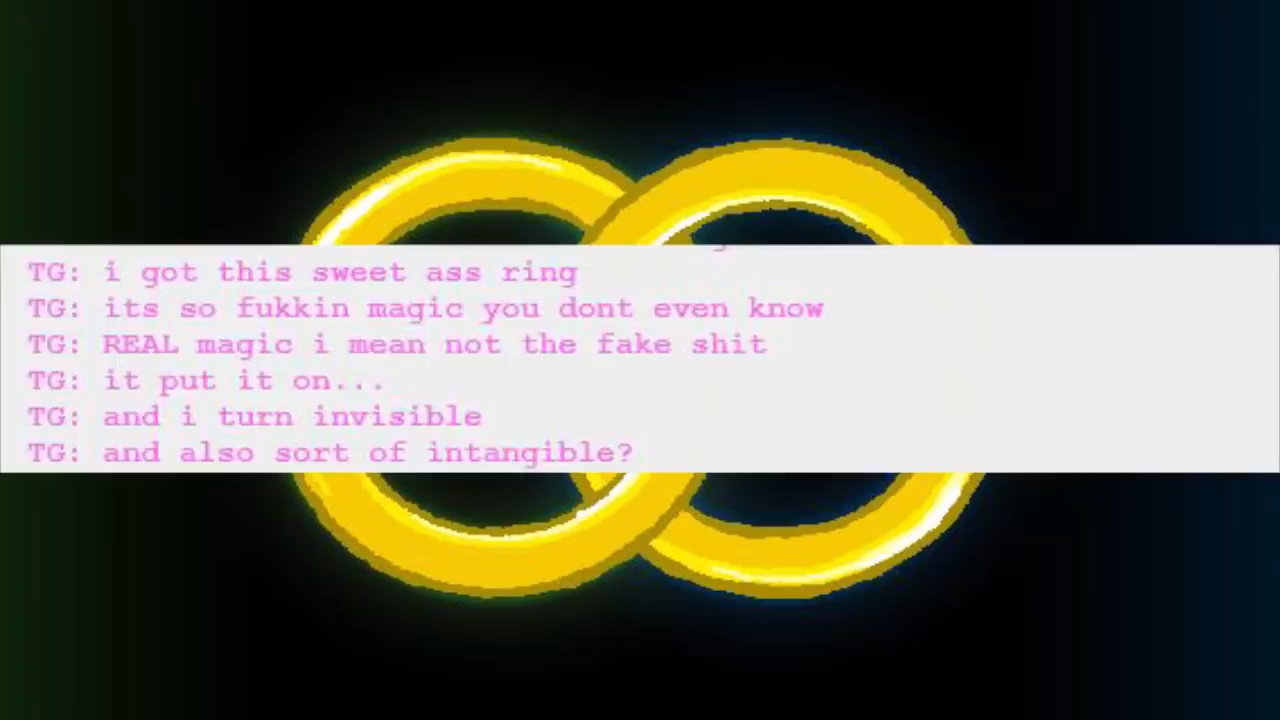 TG: i got this sweet ass ring
TG: its so fukkin magic you dont even know
TG: REAL magic i mean not the fake shit
TG: it put it on...
TG: and i turn invisible
TG: and also sort of intangible?